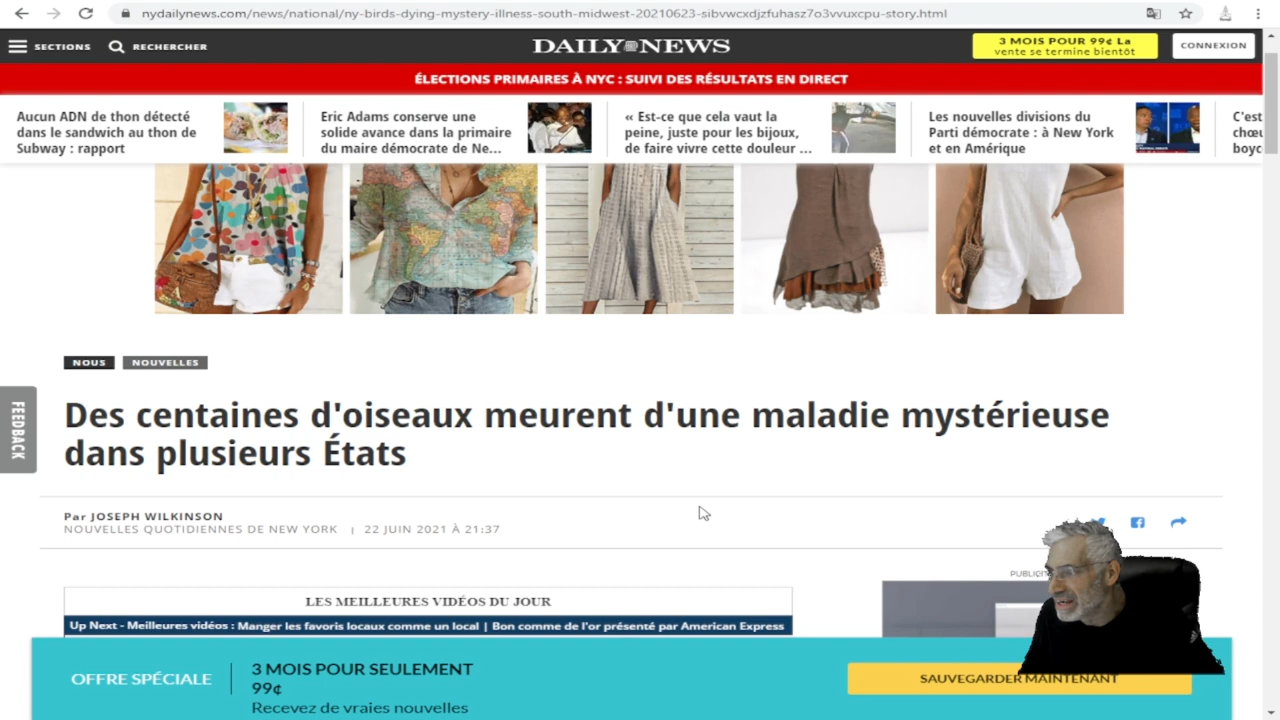 nydailynews.com/news/national/ny-birds-dying-mystery-illness-south-midwest-20210623-sibvwcxdjzfuhasz7o3vvuxcpu-story.html
SECTIONS
RECHERCHER
DAILY NEWS
3 MOIS POUR 99¢ La
vente se termine bientôt
CONNEXION
ÉLECTIONS PRIMAIRES À NYC : SUIVI DES RÉSULTATS EN DIRECT
Aucun ADN de thon détecté
dans le sandwich au thon de
Subway : rapport
Eric Adams conserve une
solide avance dans la primaire
du maire démocrate de Ne...
« Est-ce que cela vaut la
peine, juste pour les bijoux,
de faire vivre cette douleur ...
Les nouvelles divisions du
Parti démocrate : à New York
et en Amérique
C'est
chœu
boyc
NOUS
NOUVELLES
FEEDBACK
Des centaines d'oiseaux meurent d'une maladie mystérieuse
dans plusieurs États
Par JOSEPH WILKINSON
NOUVELLES QUOTIDIENNES DE NEW YORK | 22 JUIN 2021 À 21:37
LES MEILLEURES VIDÉOS DU JOUR
Up Next - Meilleures vidéos : Manger les favoris locaux comme un local | Bon comme de l'or présenté par American Express
OFFRE SPÉCIALE
3 MOIS POUR SEULEMENT
99¢
Recevez de vraies nouvelles
SAUVEGARDER MAINTENANT